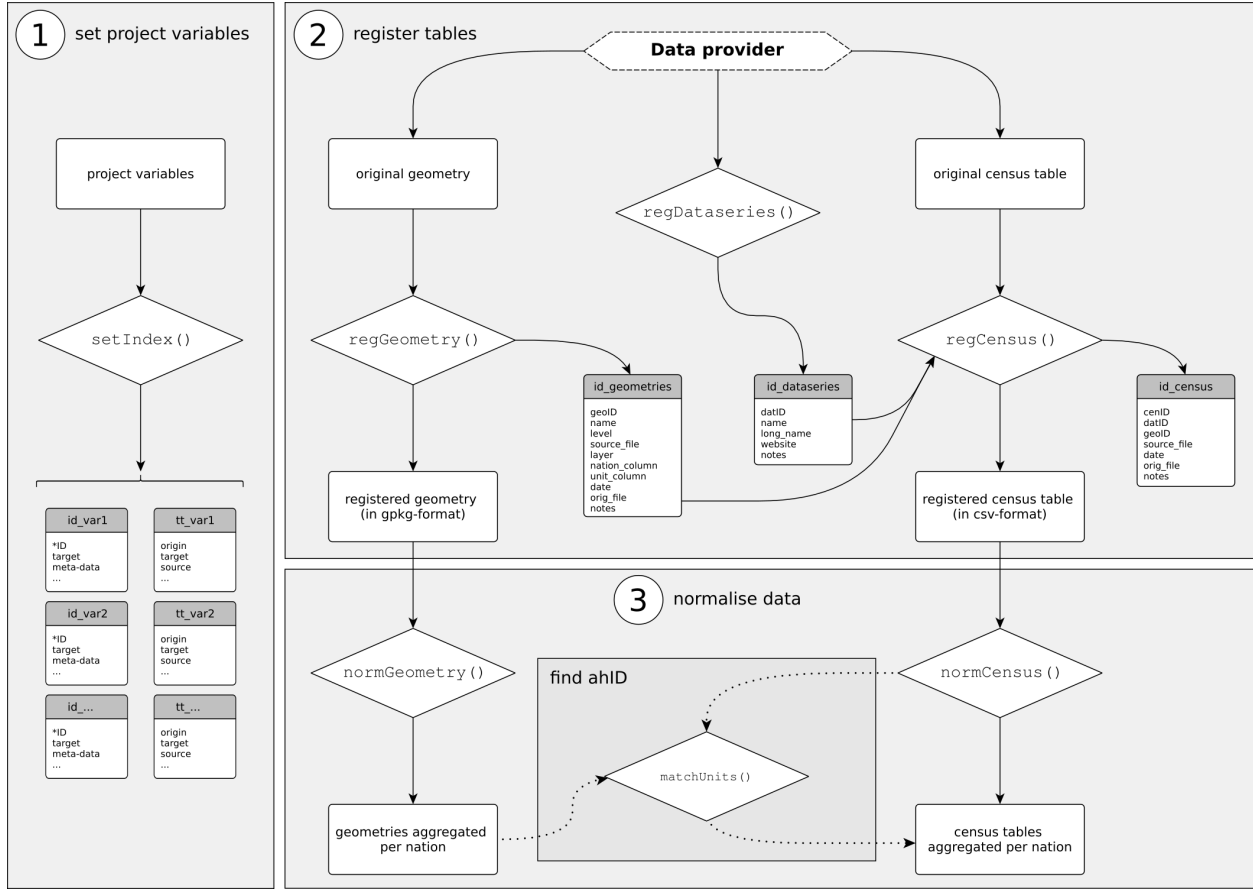 1 set project variables
project variables
setIndex()
id_var1
*ID
target
meta-data
...
tt_var1
origin
target
source
...
id_var2
*ID
target
meta-data
...
tt_var2
origin
target
source
...
id_...
*ID
target
meta-data
...
tt_...
origin
target
source
...
2 register tables
Data provider
original geometry
original census table
regDataseries()
regGeometry()
regCensus()
id_geometries
geoID
name
level
source_file
layer
nation_column
unit_column
date
orig_file
notes
id_dataseries
datID
name
long_name
website
notes
id_census
cenID
datID
geoID
source_file
date
orig_file
notes
registered geometry
(in gpkg-format)
registered census table
(in csv-format)
3 normalise data
normGeometry()
find ahID
normCensus()
matchUnits()
geometries aggregated
per nation
census tables
aggregated per nation